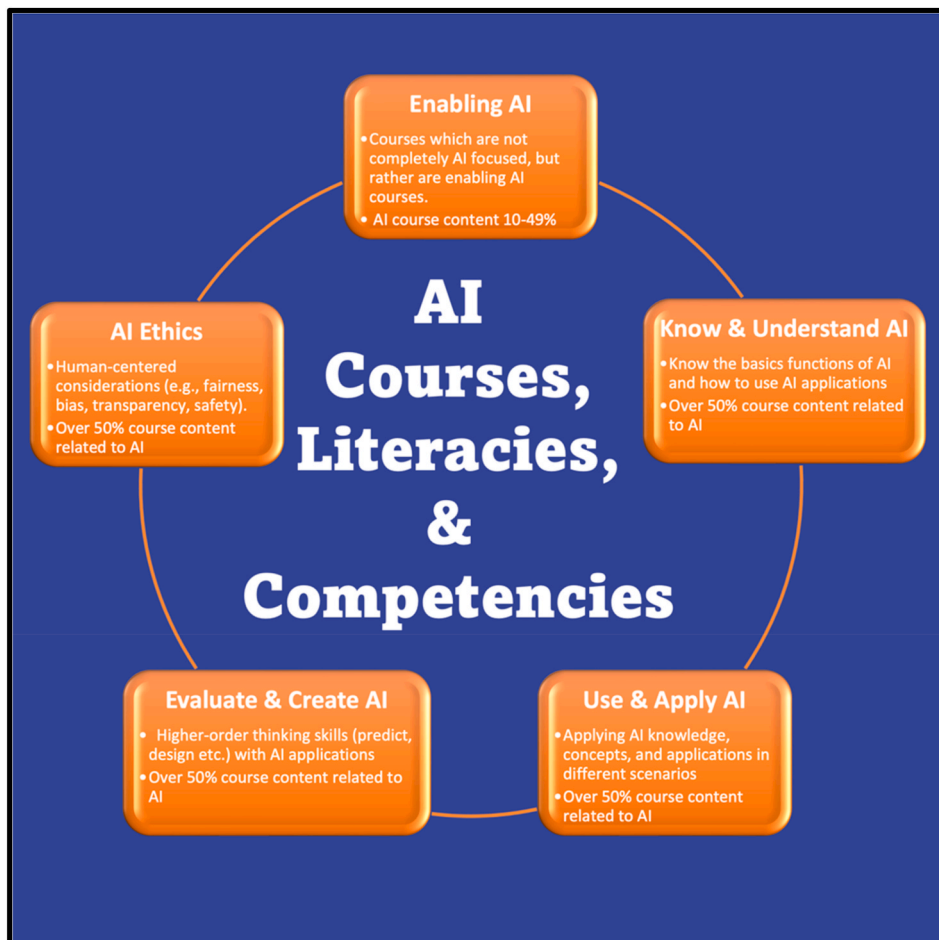 Enabling AI
•Courses which are not
completely AI focused, but
rather are enabling AI
courses.
• AI course content 10-49%
Know & Understand AI
•Know the basics functions of AI
and how to use AI applications
•Over 50% course content related
to AI
Use & Apply AI
•Applying AI knowledge,
concepts, and applications in
different scenarios
•Over 50% course content
related to AI
Evaluate & Create AI
• Higher-order thinking skills (predict,
design etc.) with AI applications
•Over 50% course content related to
AI
AI Ethics
•Human-centered
considerations (e.g., fairness,
bias, transparency, safety).
•Over 50% course content
related to AI
AI
Courses,
Literacies,
&
Competencies